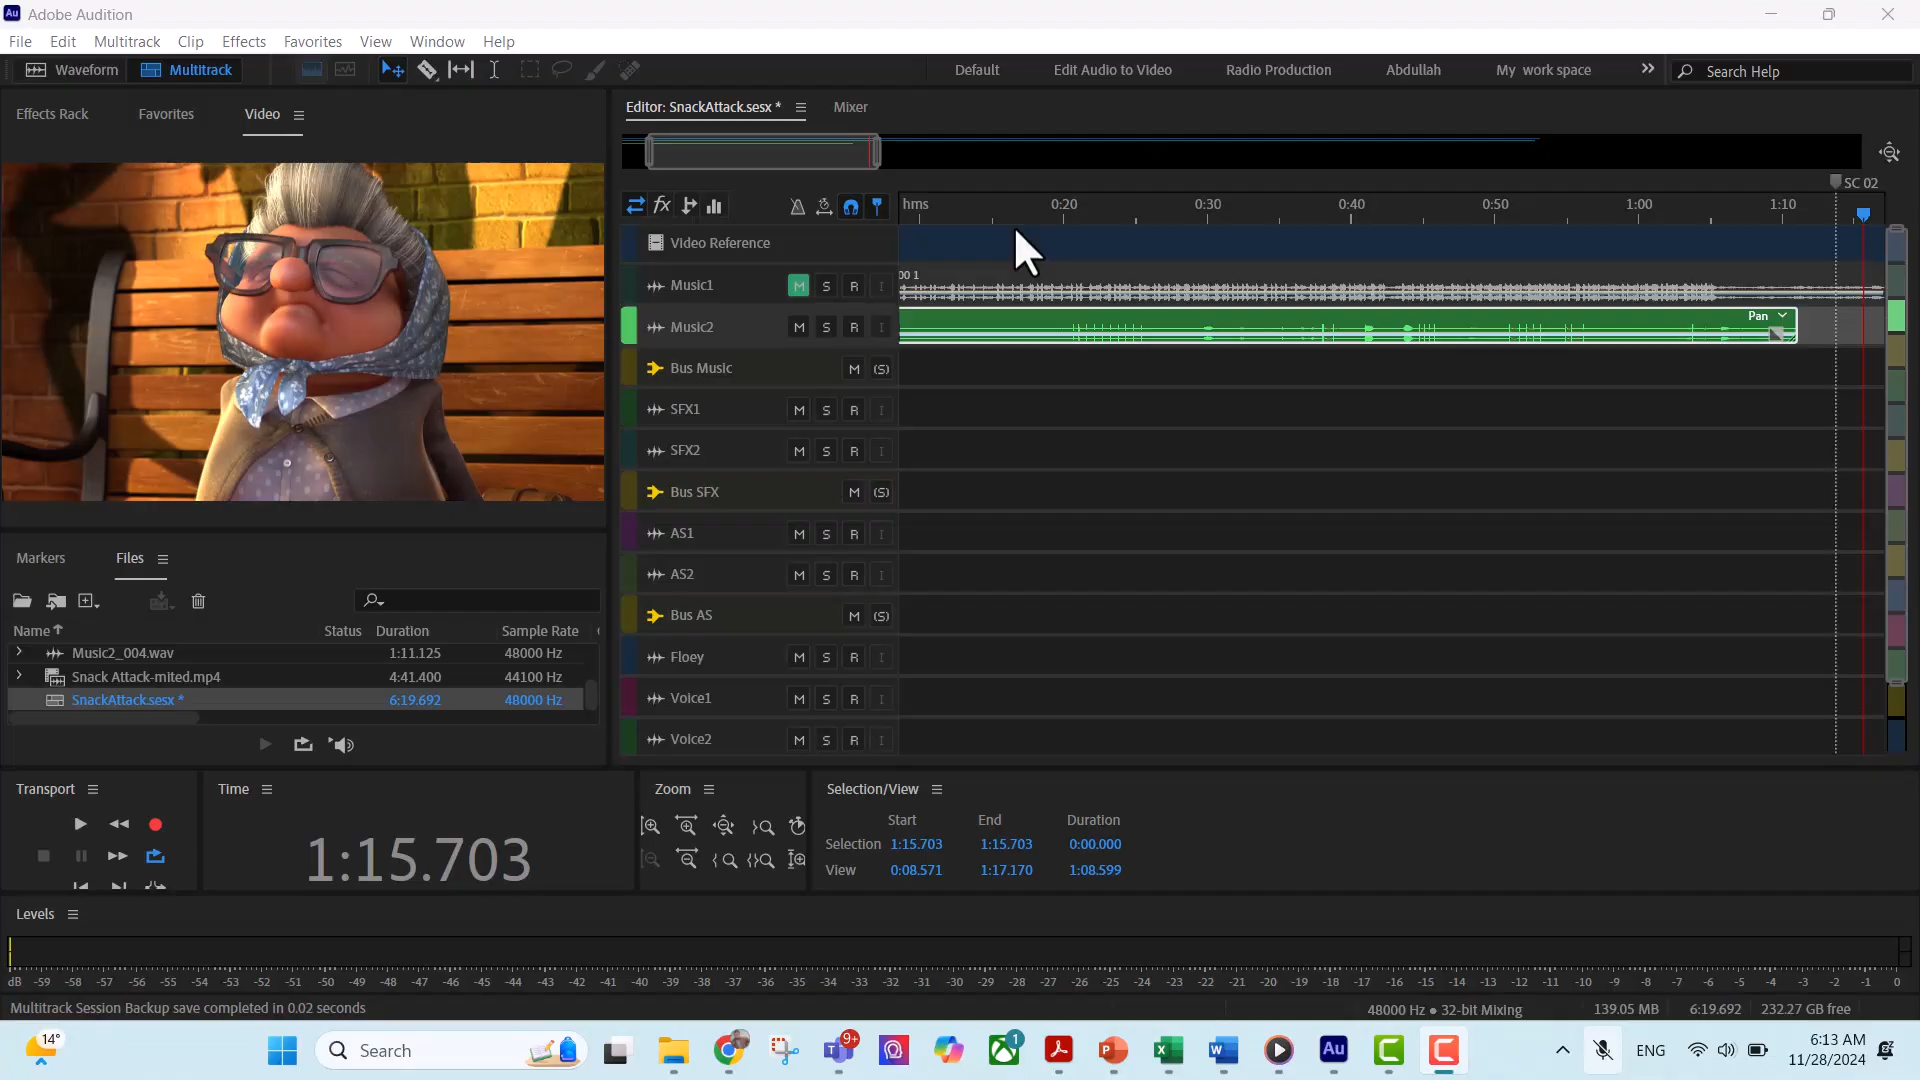 Au Adobe Audition
File Edit Multitrack Clip Effects Favorites View Window Help
Waveform Multitrack Default Edit Audio to Video Radio Production Abdullah My work space Search Help
Effects Rack Favorites Video
Editor: SnackAttack.sesx * Mixer
SC 02
fx hms 0:20 0:30 0:40 0:50 1:00 1:10
Video Reference
00 1
Music1 M S R I
Pan
Music2 M S R I
Bus Music M (S)
SFX1 M S R I
SFX2 M S R I
Bus SFX M (S)
AS1 M S R I
AS2 M S R I
Bus AS M (S)
Floey M S R I
Voice1 M S R I
Voice2 M S R I
Markers Files
Name Status Duration Sample Rate
Music2_004.wav 1:11.125 48000 Hz
Snack Attack-mited.mp4 4:41.400 44100 Hz
SnackAttack.sesx * 6:19.692 48000 Hz
Transport Time
1:15.703
Zoom Selection/View
Start End Duration
Selection 1:15.703 1:15.703 0:00.000
View 0:08.571 1:17.170 1:08.599
Levels
dB -59 -58 -57 -56 -55 -54 -53 -52 -51 -50 -49 -48 -47 -46 -45 -44 -43 -42 -41 -40 -39 -38 -37 -36 -35 -34 -33 -32 -31 -30 -29 -28 -27 -26 -25 -24 -23 -22 -21 -20 -19 -18 -17 -16 -15 -14 -13 -12 -11 -10 -9 -8 -7 -6 -5 -4 -3 -2 -1 0
Multitrack Session Backup save completed in 0.02 seconds 48000 Hz ● 32-bit Mixing 139.05 MB 6:19.692 232.27 GB free
14° Search 9+ 1 Au ENG 6:13 AM
11/28/2024